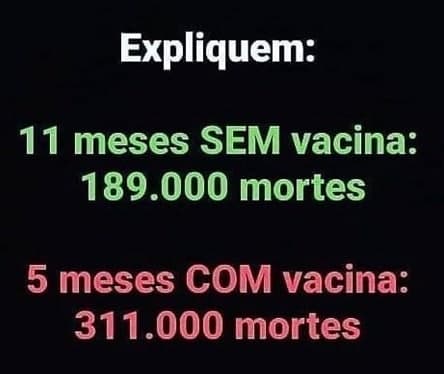 Expliquem:
11 meses SEM vacina:
189.000 mortes
5 meses COM vacina:
311.000 mortes